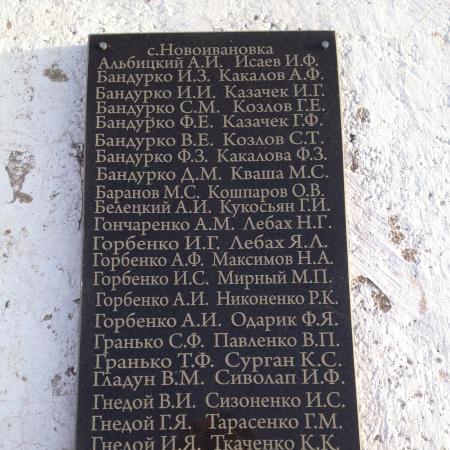 с.Новоивановка
Альбицкий А.И. Исаев И.Ф.
Бандурко И.З. Какалов А.Ф.
Бандурко И.И. Казачек И.Г.
Бандурко С.М. Козлов Г.Е.
Бандурко Ф.Е. Казачек Г.Ф.
Бандурко В.Е. Козлов С.Т.
Бандурко Ф.З. Какалова Ф.З.
Бандурко Д.М. Кваша М.С.
Баранов М.С. Кошпаров О.В.
Белецкий А.И. Кукосьян Г.И.
Гончаренко А.М. Лебах Н.Г.
Горбенко И.Г. Лебах Я.Л.
Горбенко А.Ф. Максимов Н.А.
Горбенко И.С. Мирный М.П.
Горбенко А.И. Никоненко Р.К.
Горбенко А.И. Одарик Ф.Я.
Гранько С.Ф. Павленко В.П.
Гранько Т.Ф. Сурган К.С.
Гладун В.М. Сиволап И.Ф.
Гнедой В.И. Сизоненко И.С.
Гнедой Г.Я. Тарасенко Г.М.
Гнедой И.Я. Ткаченко К.К.